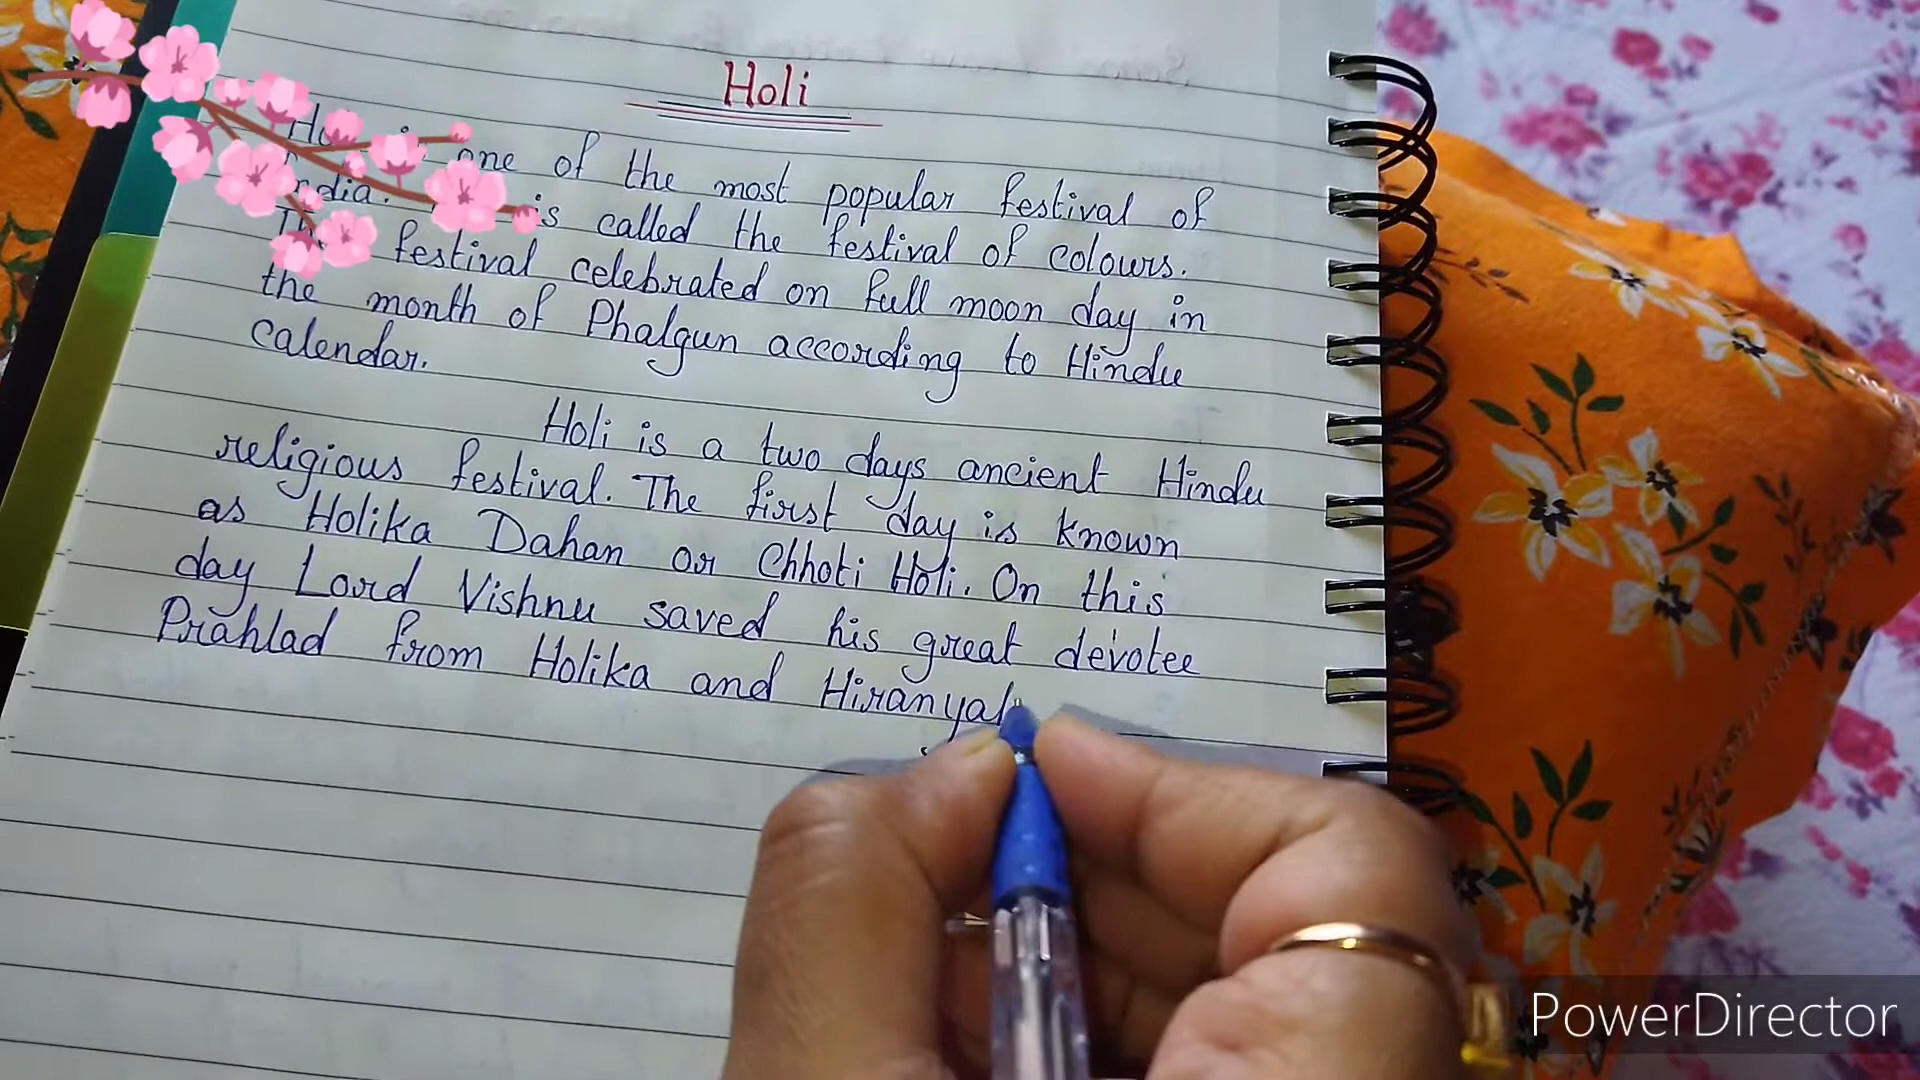 Holi
one of the most popular festival of
is called the festival of colours.
festival celebrated on full moon day in
the month of Phalgun according to Hindu
calendar.
Holi is a two days ancient Hindu
religious festival. The first day is known
as Holika Dahan or Chhoti Holi. On this
day Lord Vishnu saved his great devotee
Prahlad from Holika and
PowerDirector